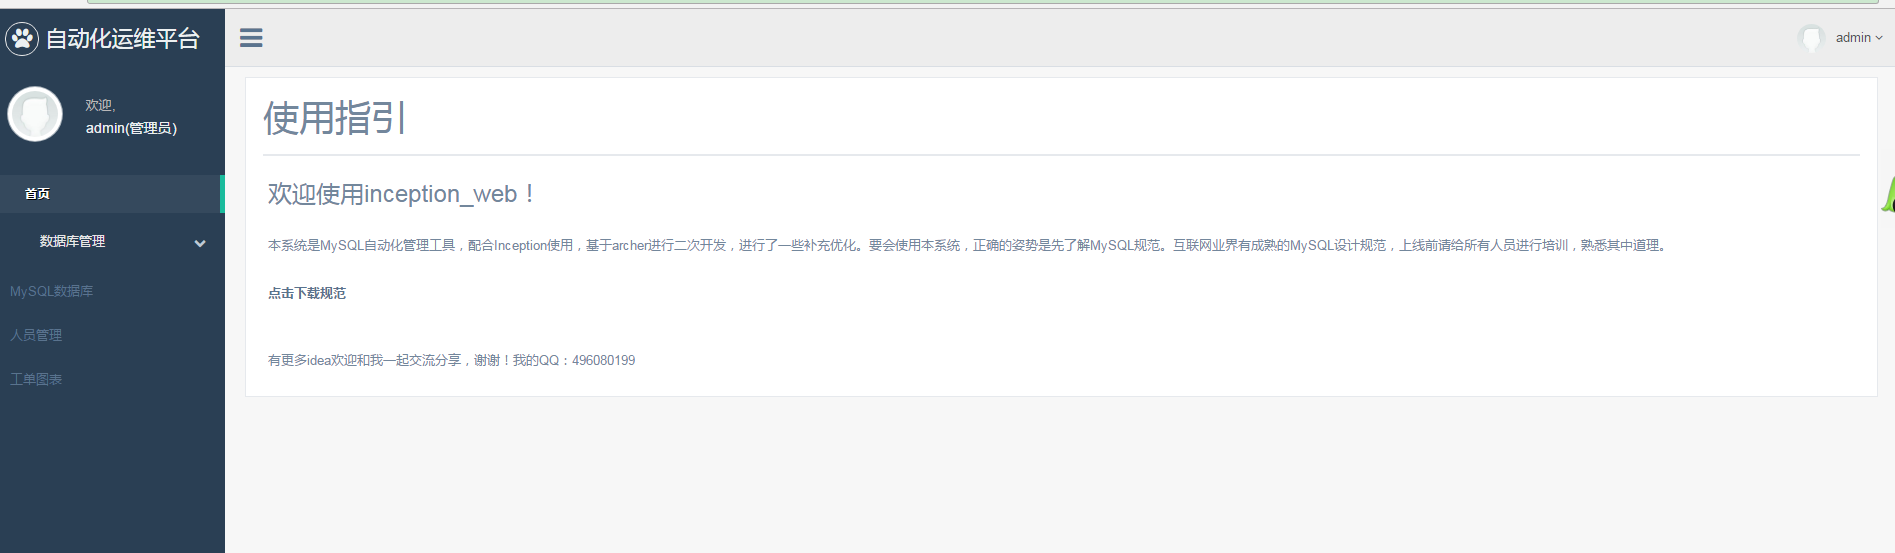 自动化运维平台
admin
欢迎,
admin(管理员)
首页
数据库管理
MySQL数据库
人员管理
工单图表
使用指引
欢迎使用inception_web！
本系统是MySQL自动化管理工具，配合Inception使用，基于archer进行二次开发，进行了一些补充优化。要会使用本系统，正确的姿势是先了解MySQL规范。互联网业界有成熟的MySQL设计规范，上线前请给所有人员进行培训，熟悉其中道理。
点击下载规范
有更多idea欢迎和我一起交流分享，谢谢！我的QQ：496080199